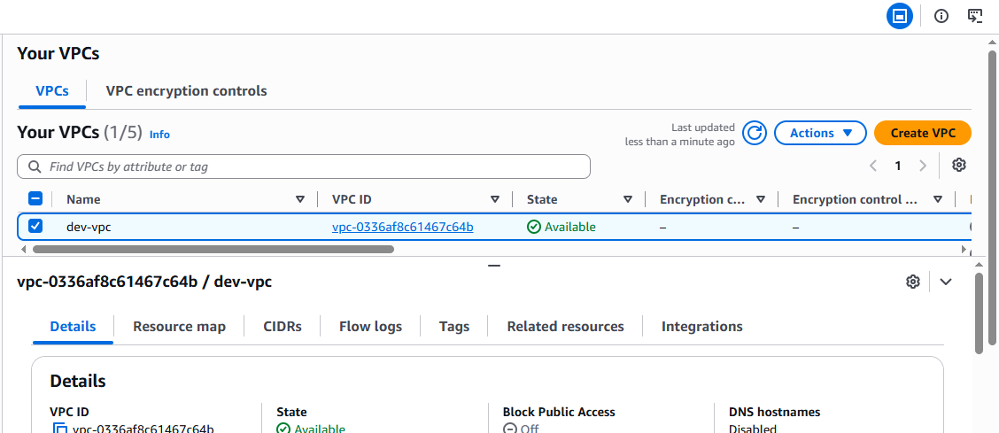 Your VPCs
VPCs VPC encryption controls
Your VPCs (1/5) Info
Last updated
less than a minute ago
Actions
Create VPC
Find VPCs by attribute or tag
1
Name VPC ID State Encryption c... Encryption control ...
dev-vpc vpc-0336af8c61467c64b Available – –
vpc-0336af8c61467c64b / dev-vpc
Details Resource map CIDRs Flow logs Tags Related resources Integrations
Details
VPC ID State Block Public Access DNS hostnames
vpc-0336af8c61467c64b Available Off Disabled